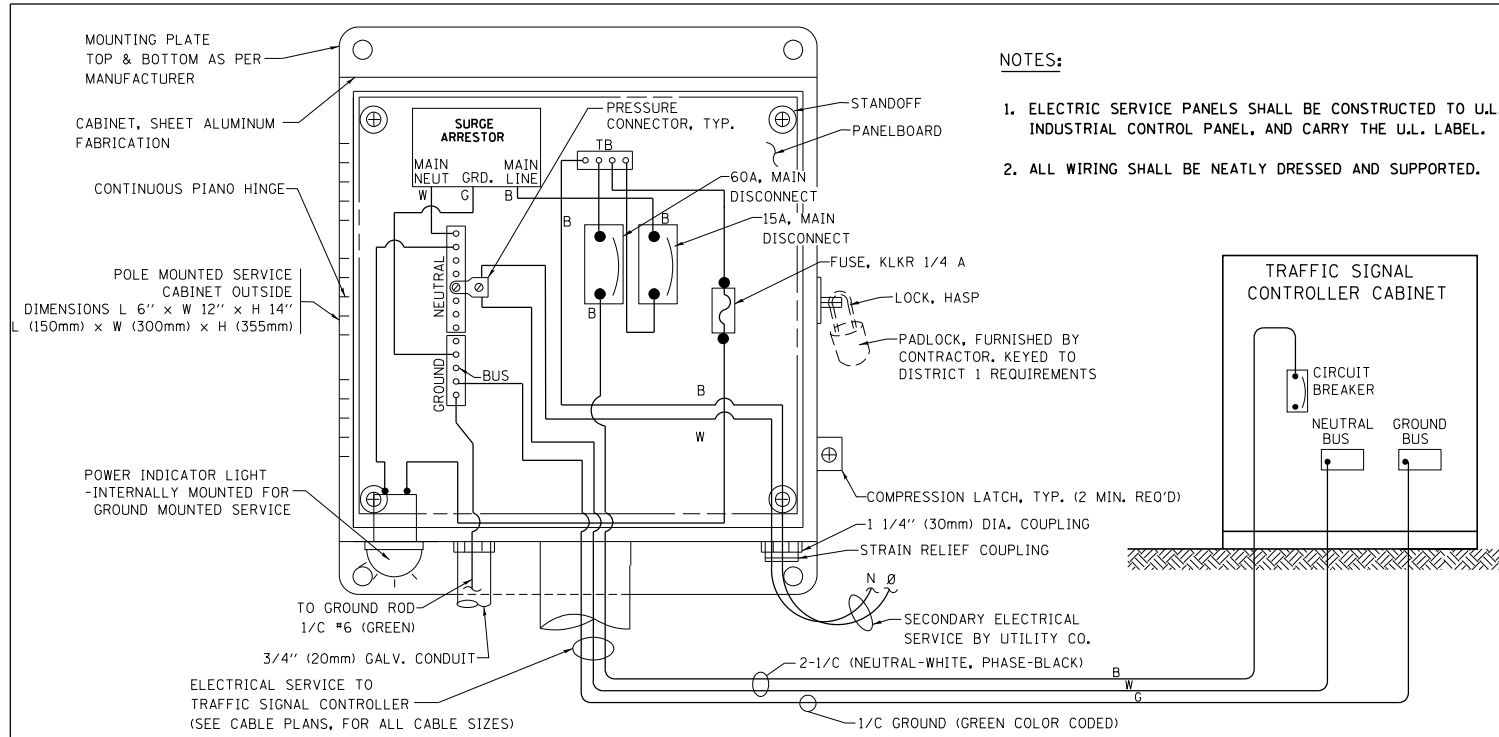 MOUNTING PLATE
TOP & BOTTOM AS PER
MANUFACTURER
CABINET, SHEET ALUMINUM
FABRICATION
CONTINUOUS PIANO HINGE
POLE MOUNTED SERVICE
CABINET OUTSIDE
DIMENSIONS L 6" x W 12" x H 14"
L (150mm) x W (300mm) x H (355mm)
POWER INDICATOR LIGHT
-INTERNALLY MOUNTED FOR
GROUND MOUNTED SERVICE
SURGE
ARRESTOR
MAIN
NEUT
GRD.
MAIN
LINE
W
G
B
PRESSURE
CONNECTOR, TYP.
TB
STANDOFF
PANELBOARD
60A, MAIN
DISCONNECT
15A, MAIN
DISCONNECT
B
B
B
FUSE, KLKR 1/4 A
NEUTRAL
GROUND
BUS
LOCK, HASP
PADLOCK, FURNISHED BY
CONTRACTOR. KEYED TO
DISTRICT 1 REQUIREMENTS
B
W
COMPRESSION LATCH, TYP. (2 MIN. REQ'D)
1 1/4" (30mm) DIA. COUPLING
STRAIN RELIEF COUPLING
N Ø
SECONDARY ELECTRICAL
SERVICE BY UTILITY CO.
TO GROUND ROD
1/C #6 (GREEN)
3/4" (20mm) GALV. CONDUIT
ELECTRICAL SERVICE TO
TRAFFIC SIGNAL CONTROLLER
(SEE CABLE PLANS, FOR ALL CABLE SIZES)
2-1/C (NEUTRAL-WHITE, PHASE-BLACK)
1/C GROUND (GREEN COLOR CODED)
B
W
G
NOTES:
1. ELECTRIC SERVICE PANELS SHALL BE CONSTRUCTED TO U.L.
INDUSTRIAL CONTROL PANEL, AND CARRY THE U.L. LABEL.
2. ALL WIRING SHALL BE NEATLY DRESSED AND SUPPORTED.
TRAFFIC SIGNAL
CONTROLLER CABINET
CIRCUIT
BREAKER
NEUTRAL
BUS
GROUND
BUS